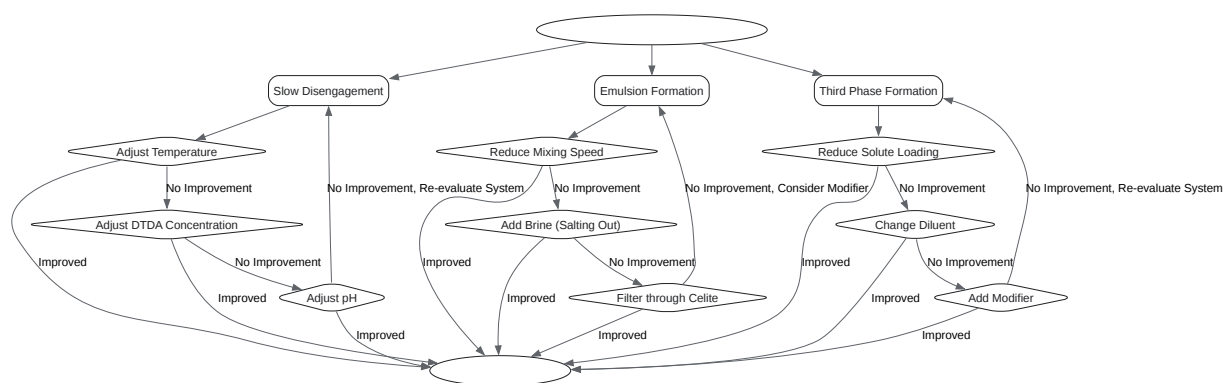 Slow Disengagement
Emulsion Formation
Third Phase Formation
Adjust Temperature
Reduce Mixing Speed
Reduce Solute Loading
No Improvement
No Improvement, Re-evaluate System
No Improvement
No Improvement, Consider Modifier
No Improvement
No Improvement, Re-evaluate System
Adjust DTDA Concentration
Add Brine (Salting Out)
Change Diluent
Improved
No Improvement
Improved
No Improvement
Improved
No Improvement
Improved
Adjust pH
Improved
Filter through Celite
Improved
Add Modifier
Improved
Improved
Improved